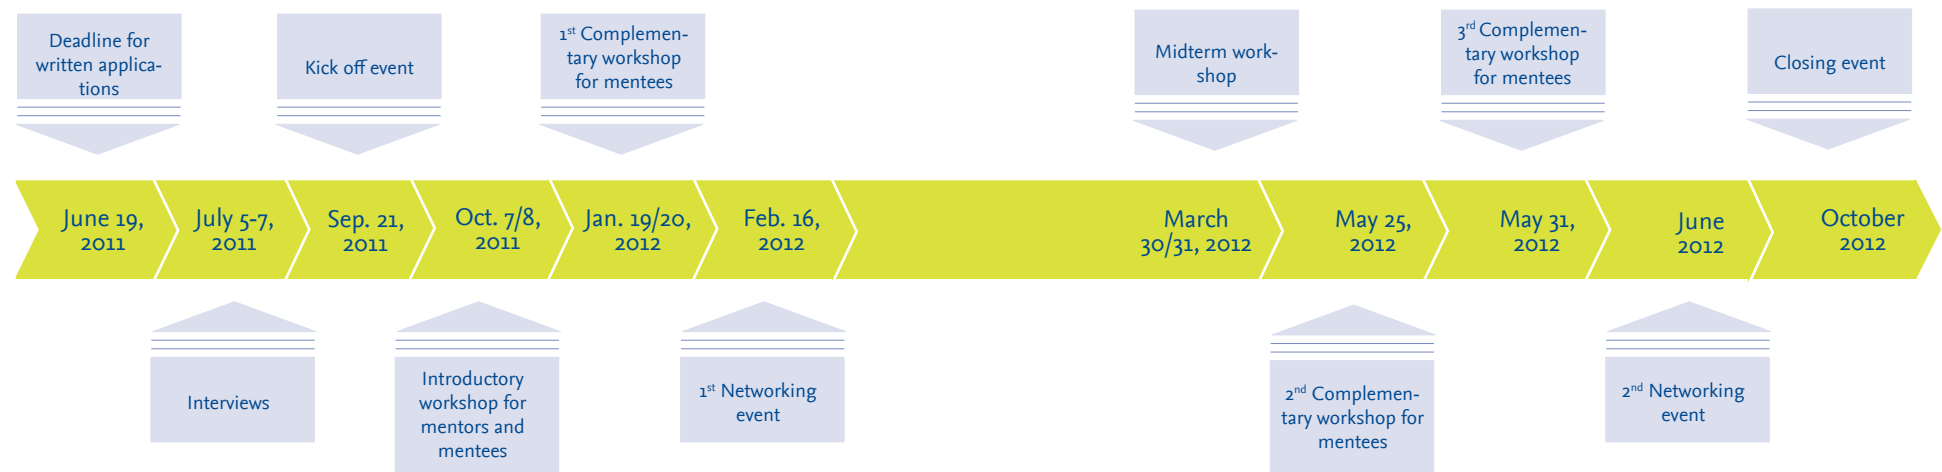 Deadline for
written applica-
tions
Kick off event
1st Complemen-
tary workshop
for mentees
Midterm work-
shop
3rd Complemen-
tary workshop
for mentees
Closing event
June 19,
2011
July 5-7,
2011
Sep. 21,
2011
Oct. 7/8,
2011
Jan. 19/20,
2012
Feb. 16,
2012
March
30/31, 2012
May 25,
2012
May 31,
2012
June
2012
October
2012
Interviews
Introductory
workshop for
mentors and
mentees
1st Networking
event
2nd Complemen-
tary workshop for
mentees
2nd Networking
event